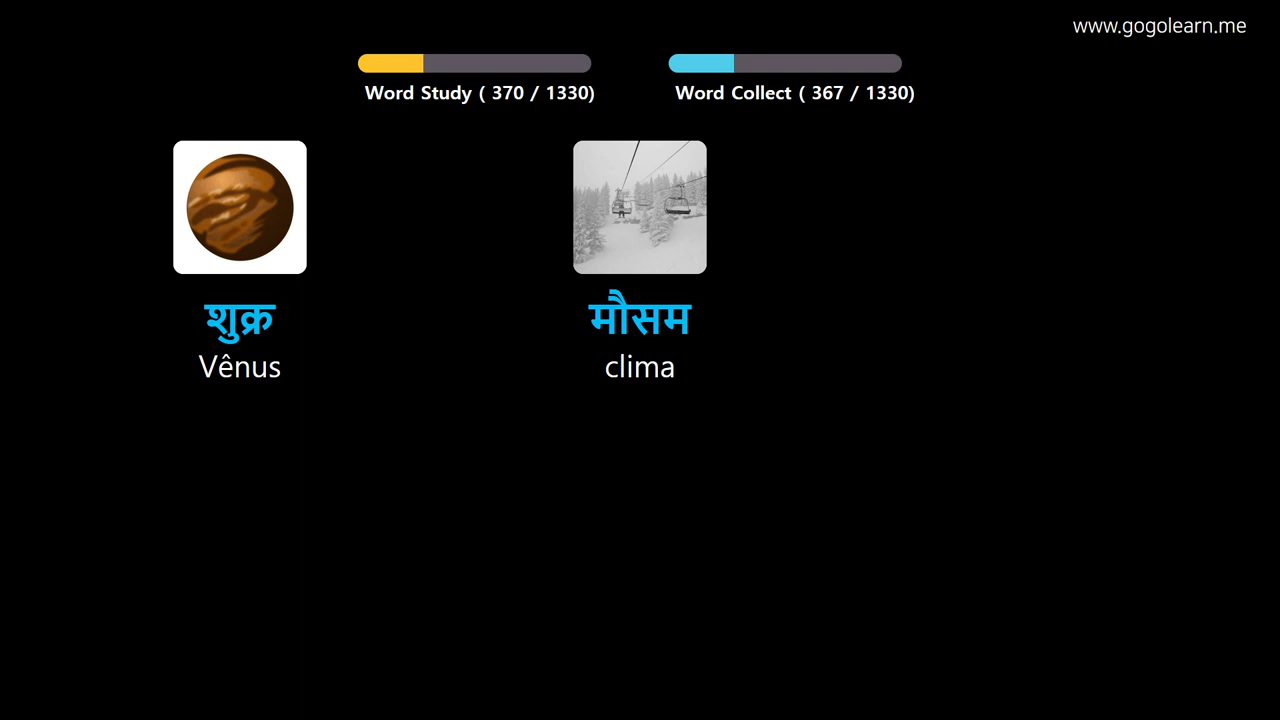 www.gogolearn.me
Word Study ( 370 / 1330)
Word Collect ( 367 / 1330)
शुक्र
Vênus
मौसम
clima